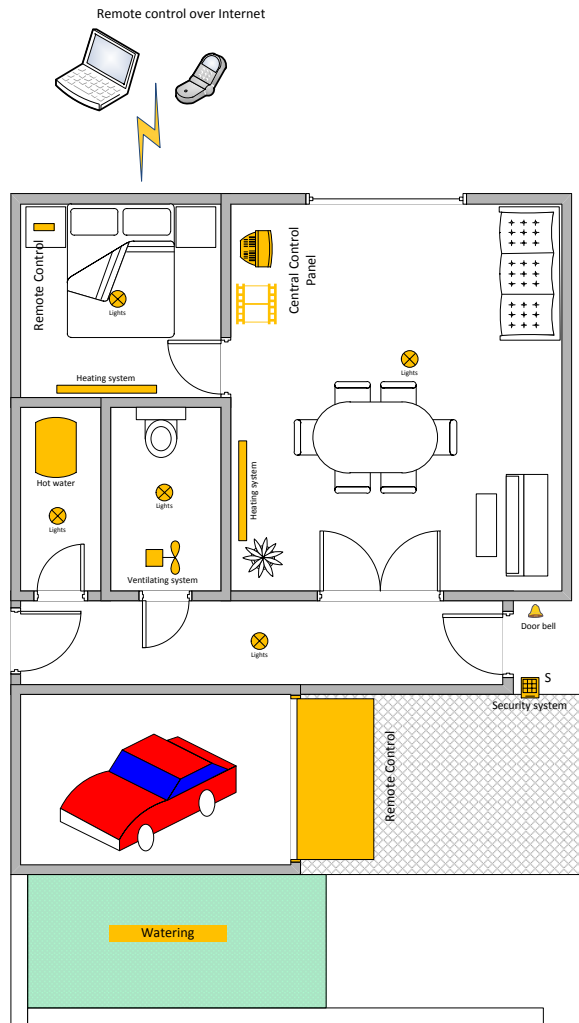 Remote control over Internet
Remote Control
Central Control
Panel
Lights
Lights
Heating system
Heating system
Hot water
Lights
Lights
Ventilating system
Door bell
Lights
S
Security system
Remote Control
Watering